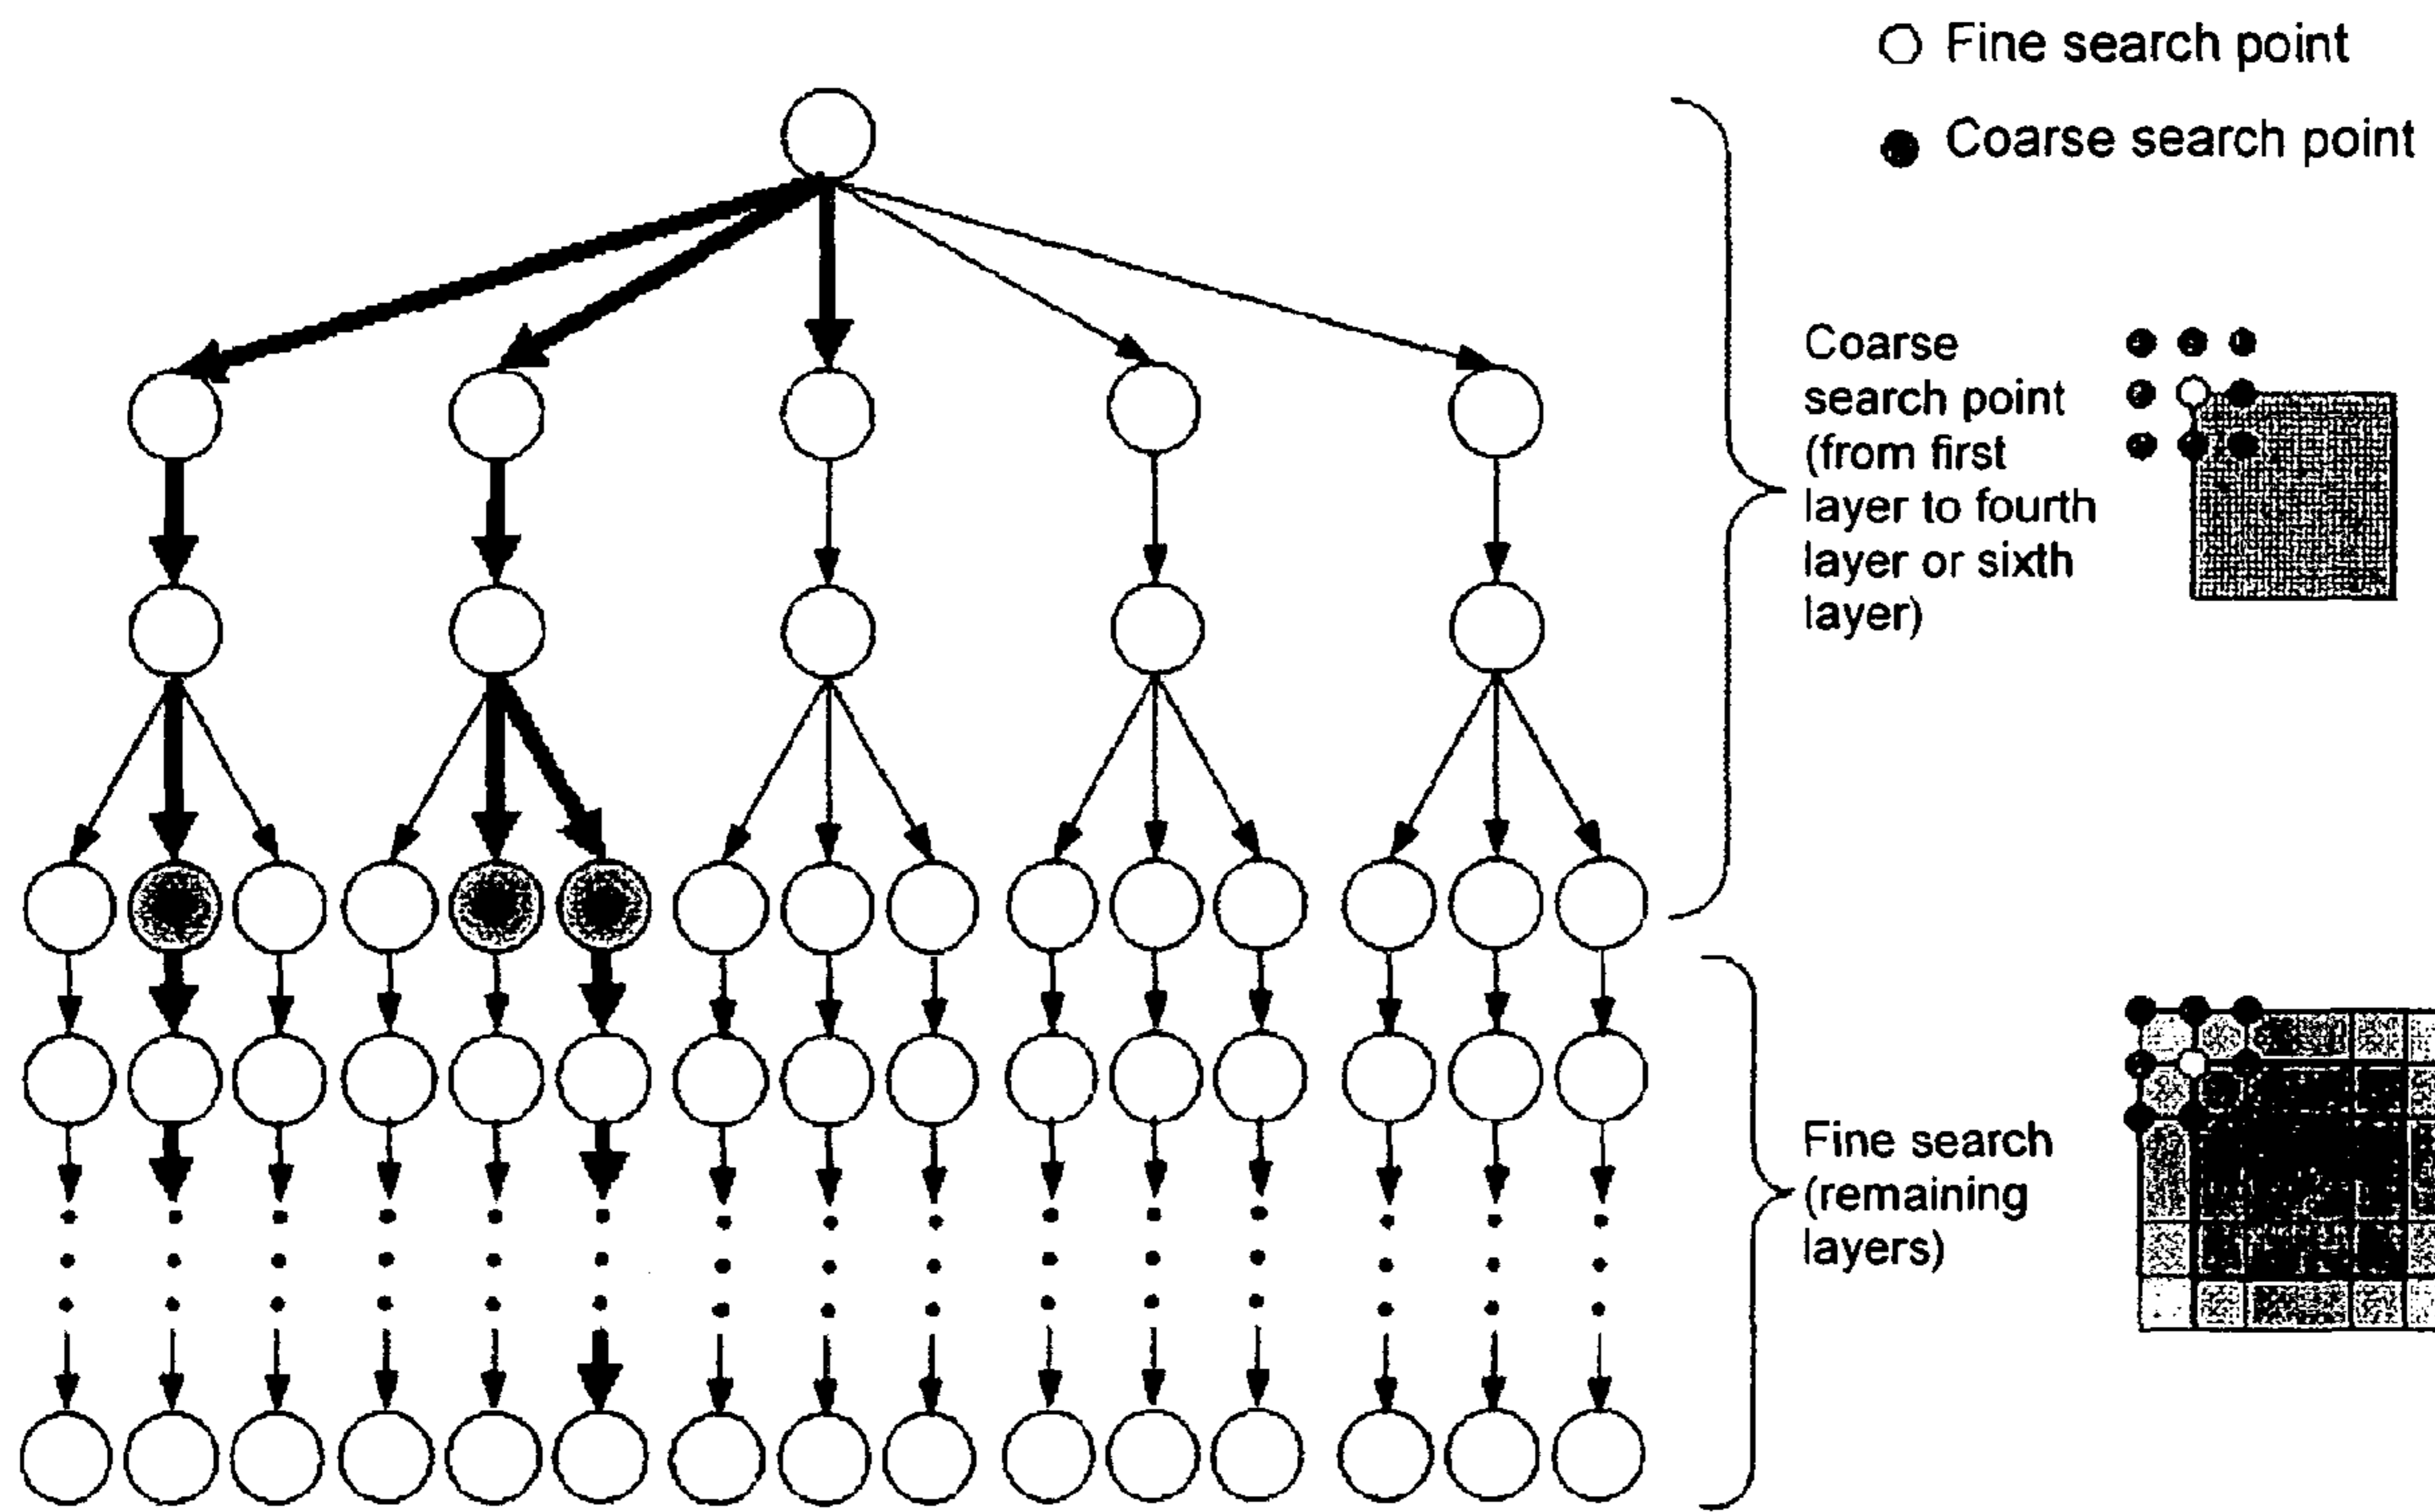 Fine search point
Coarse search point
Coarse
search point
(from first
layer to fourth
layer or sixth
layer)
Fine search
(remaining
layers)